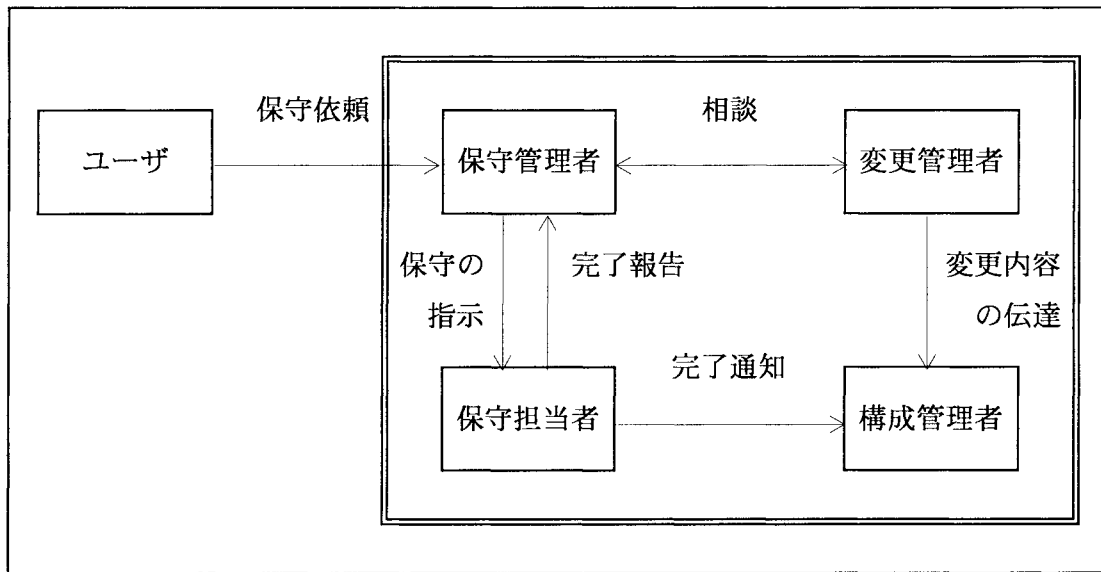 保守依頼
相談
ユーザ
保守管理者
変更管理者
保守の
指示
完了報告
変更内容
の伝達
完了通知
保守担当者
構成管理者